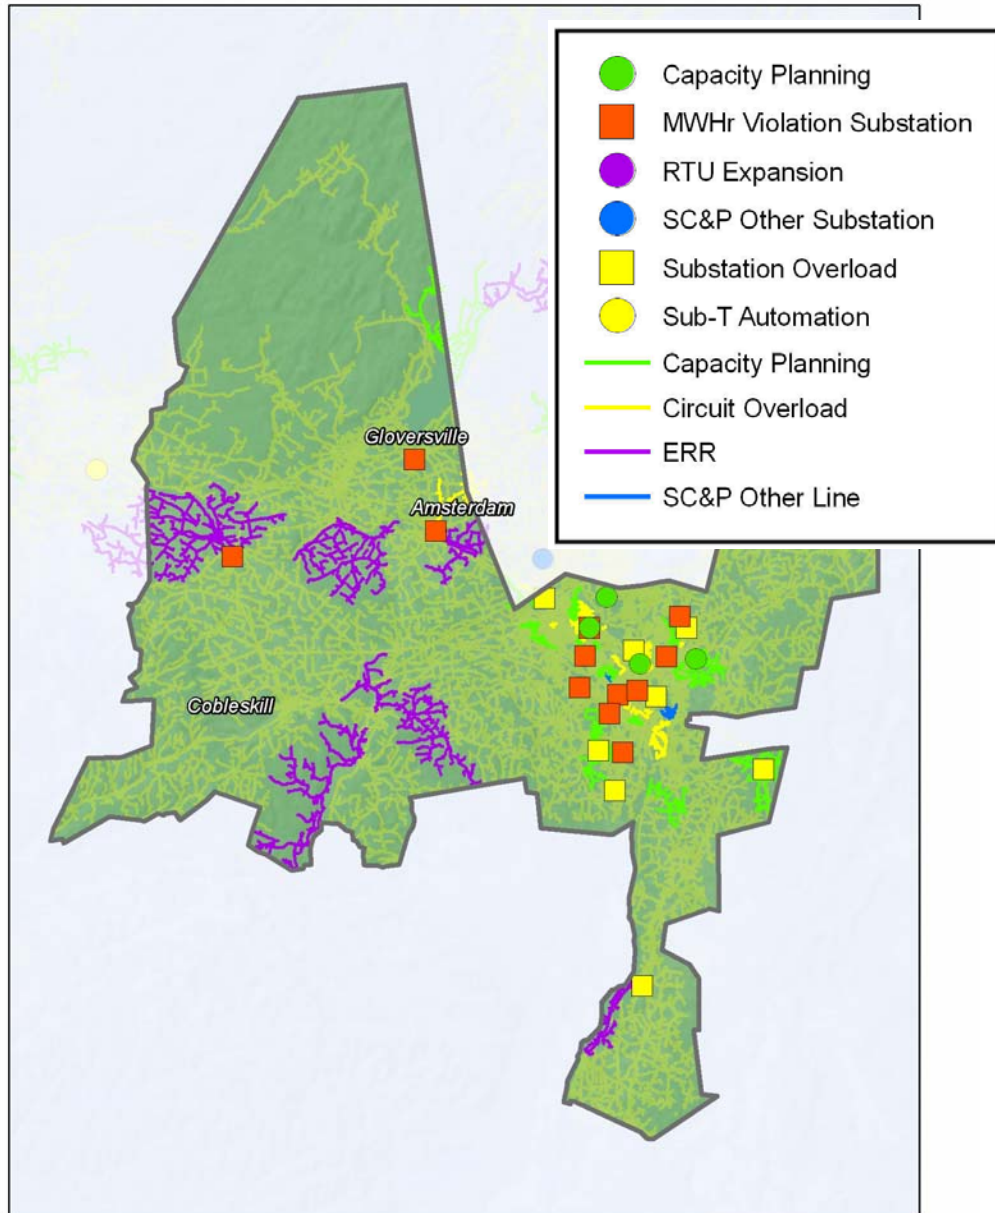 Capacity Planning
MWHr Violation Substation
RTU Expansion
SC&P Other Substation
Substation Overload
Sub-T Automation
Capacity Planning
Circuit Overload
ERR
SC&P Other Line
Gloversville
Amsterdam
Cobleskill